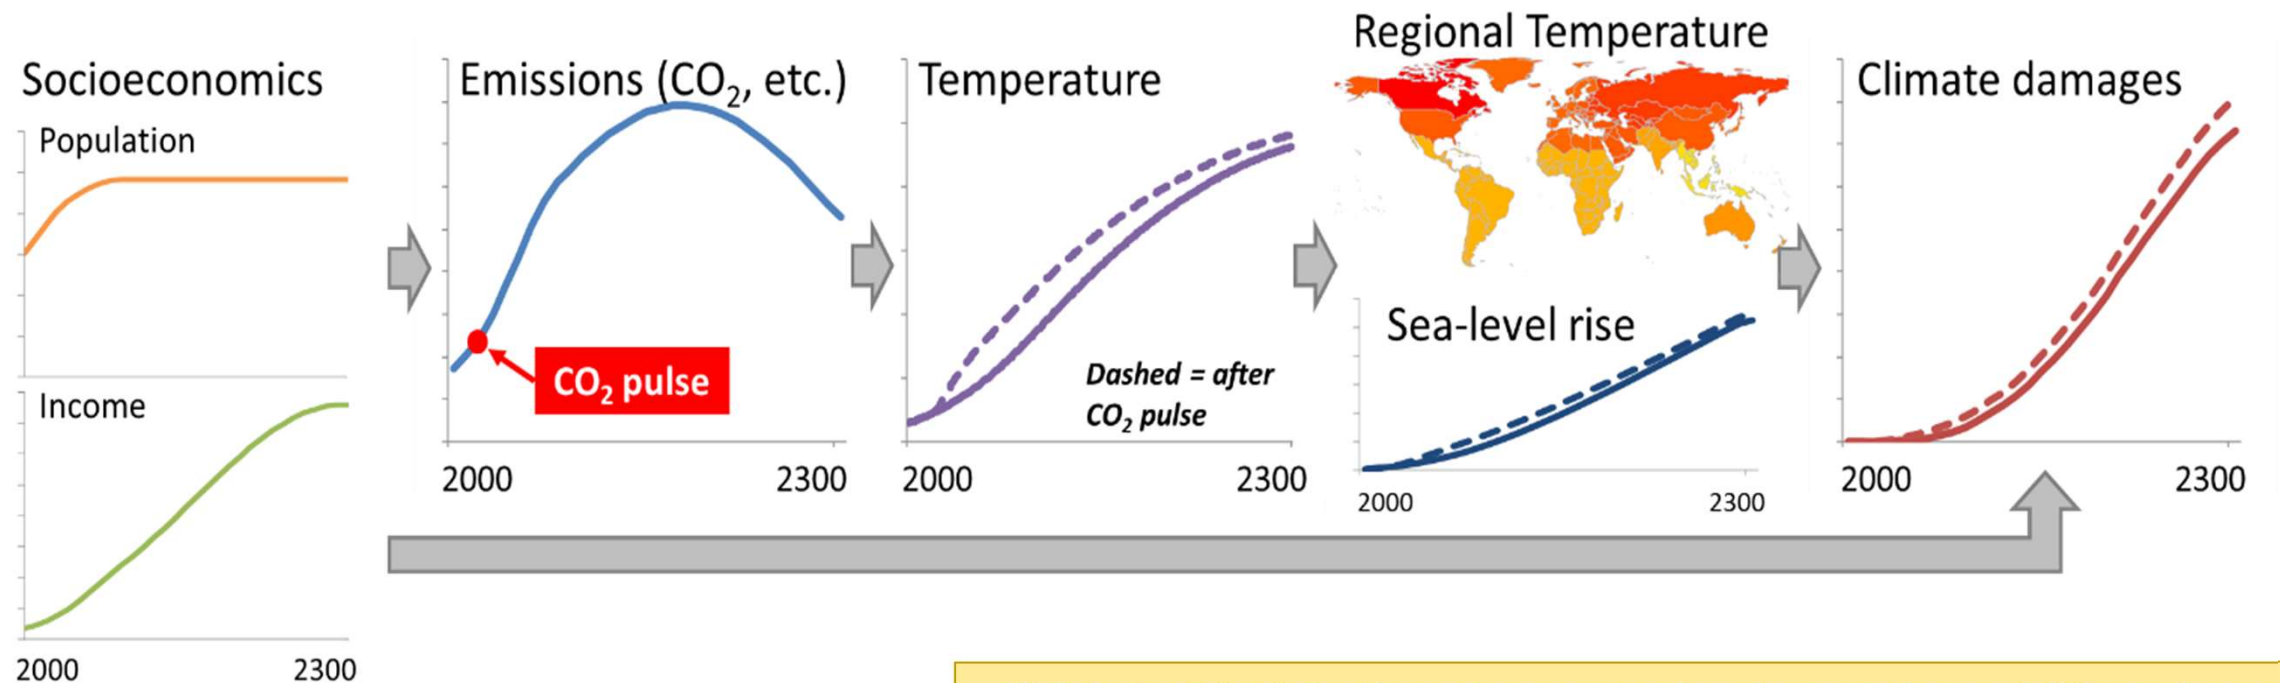 Socioeconomics
Population
Income
2000 2300
Emissions (CO₂, etc.)
CO₂ pulse
2000 2300
Temperature
Dashed = after
CO₂ pulse
2000 2300
Regional Temperature
Sea-level rise
2000 2300
Climate damages
2000 2300